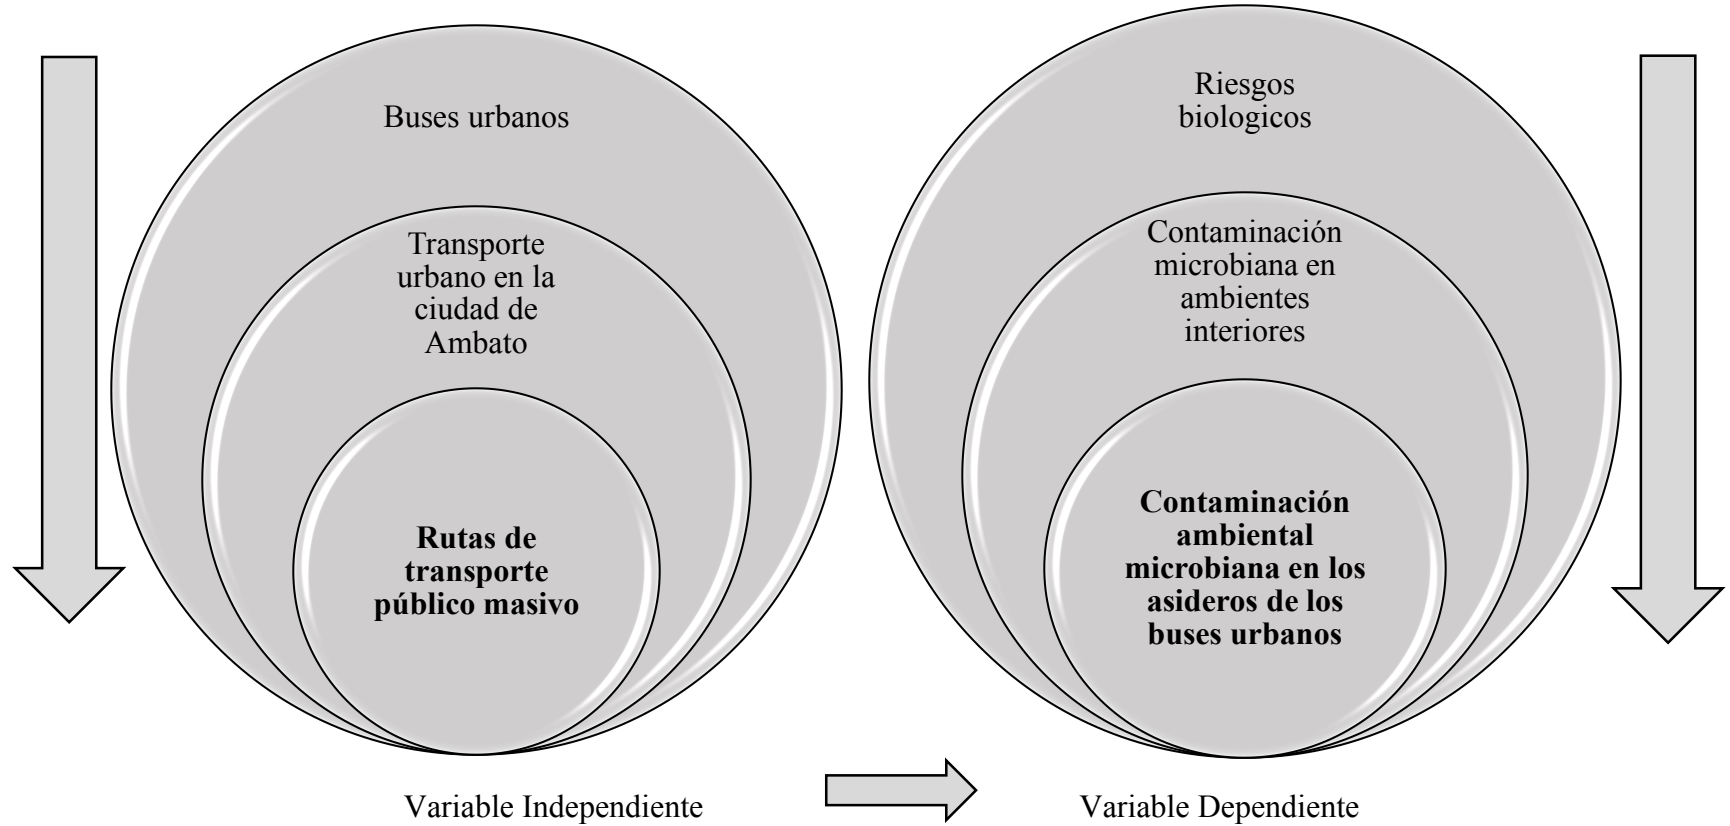 Buses urbanos
Transporte
urbano en la
ciudad de
Ambato
Rutas de
transporte
público masivo
Riesgos
biologicos
Contaminación
microbiana en
ambientes
interiores
Contaminación
ambiental
microbiana en los
asideros de los
buses urbanos
Variable Independiente
Variable Dependiente